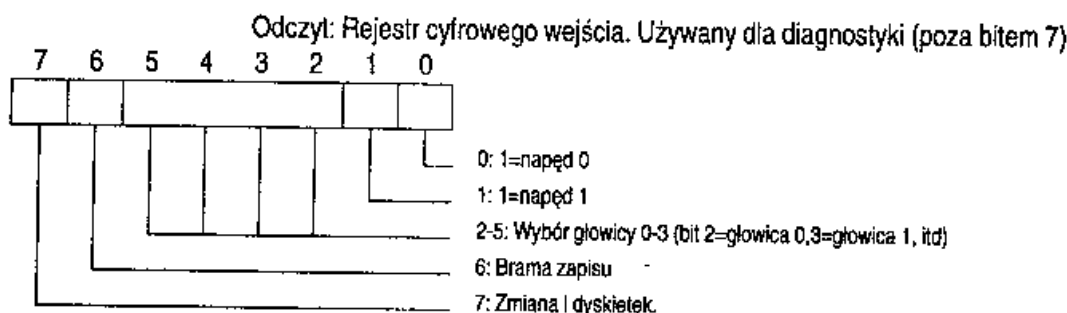 Odczyt: Rejestr cyfrowego wejścia. Używany dla diagnostyki (poza bitem 7)
7 6 5 4 3 2 1 0
0: 1=napęd 0
1: 1=napęd 1
2-5: Wybór głowicy 0-3 (bit 2=głowica 0,3=głowica 1, itd)
6: Brama zapisu
7: Zmiana l dyskietek.